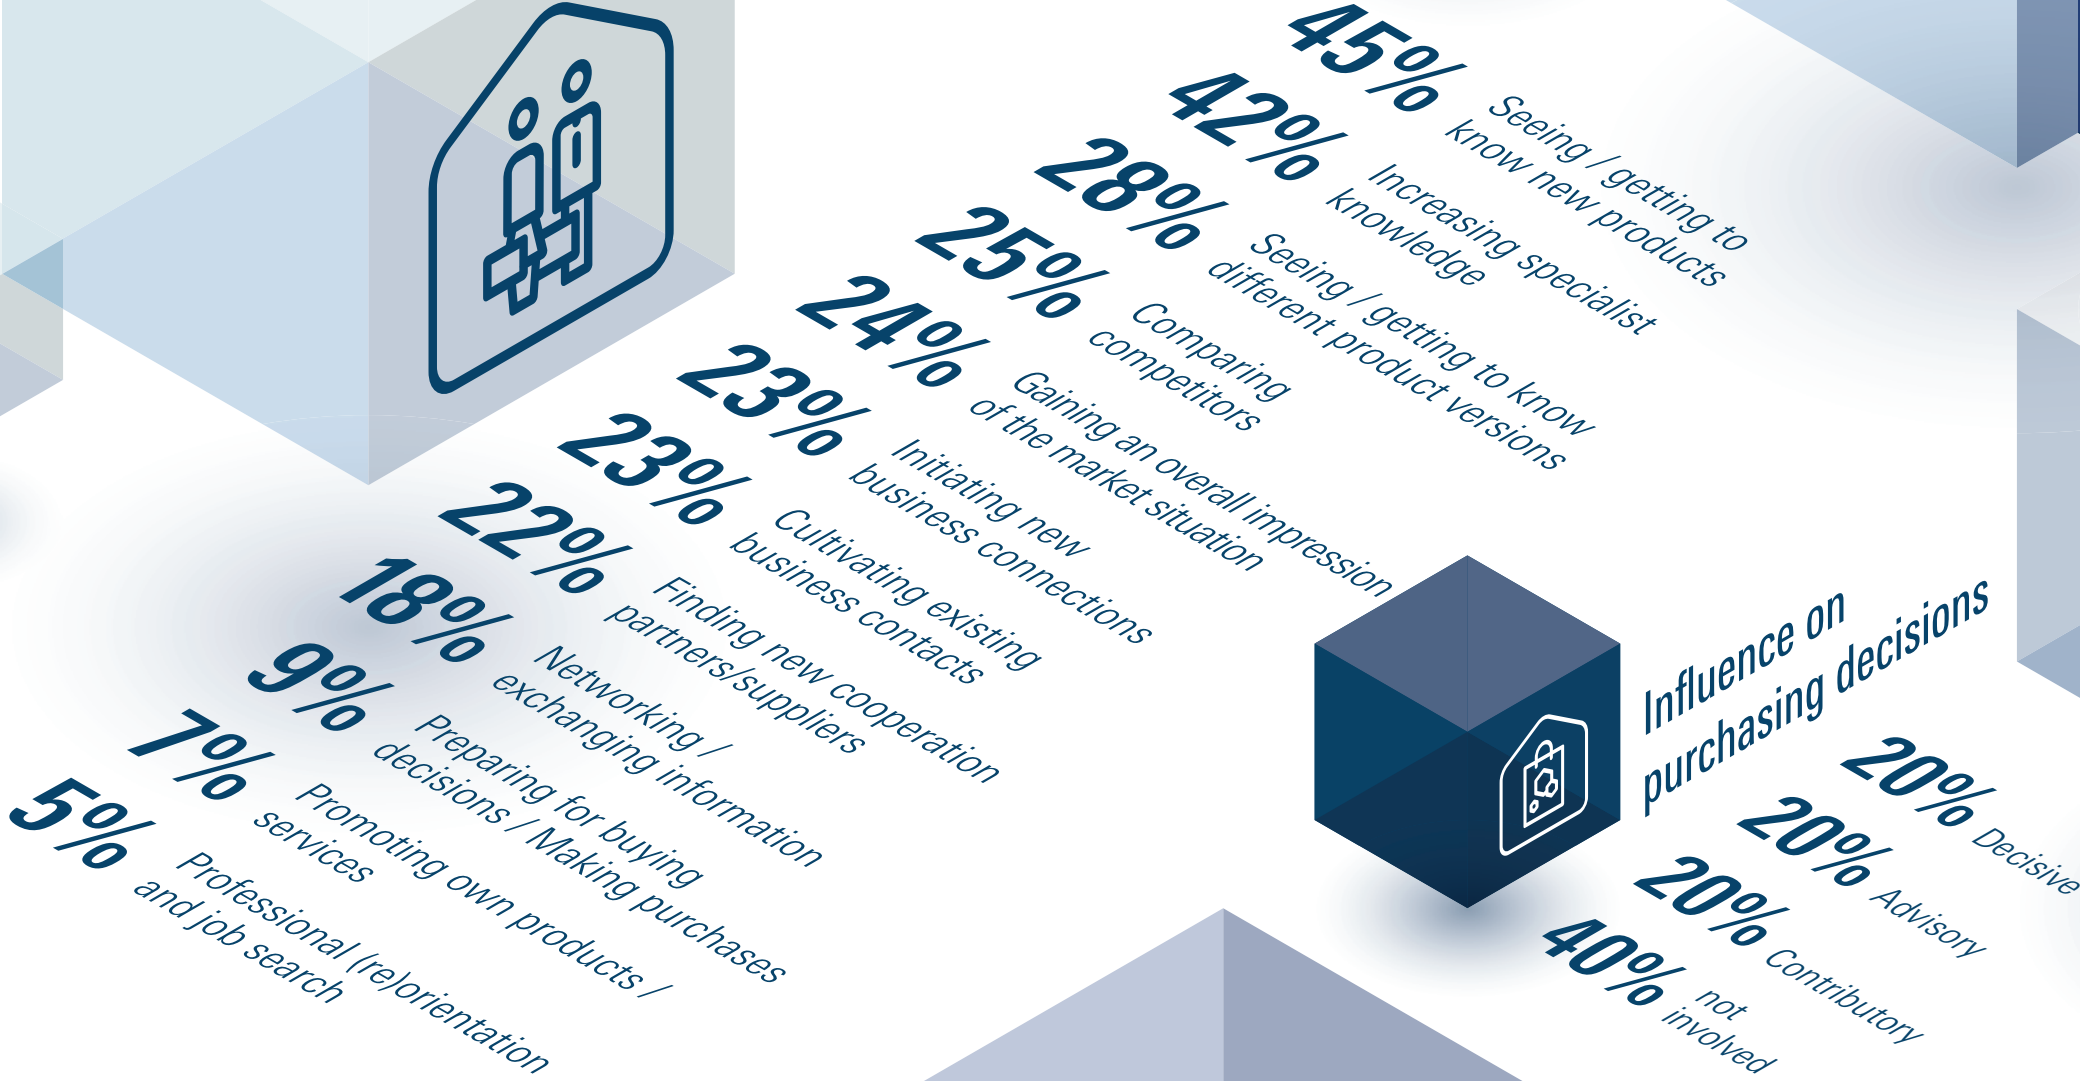 45%
Seeing / getting to
know new products
42%
Increasing specialist
knowledge
28%
Seeing / getting to know
different product versions
25%
Comparing
competitors
24%
Gaining an overall impression
of the market situation
23%
Initiating new
business connections
23%
Cultivating existing
business contacts
22%
Finding new cooperation
partners/suppliers
18%
Networking /
exchanging information
9%
Preparing for buying
decisions / Making purchases
7%
Promoting own products /
services
5%
Professional (re)orientation
and job search
Influence on
purchasing decisions
20%
Decisive
20%
Advisory
20%
Contributory
40%
not
involved